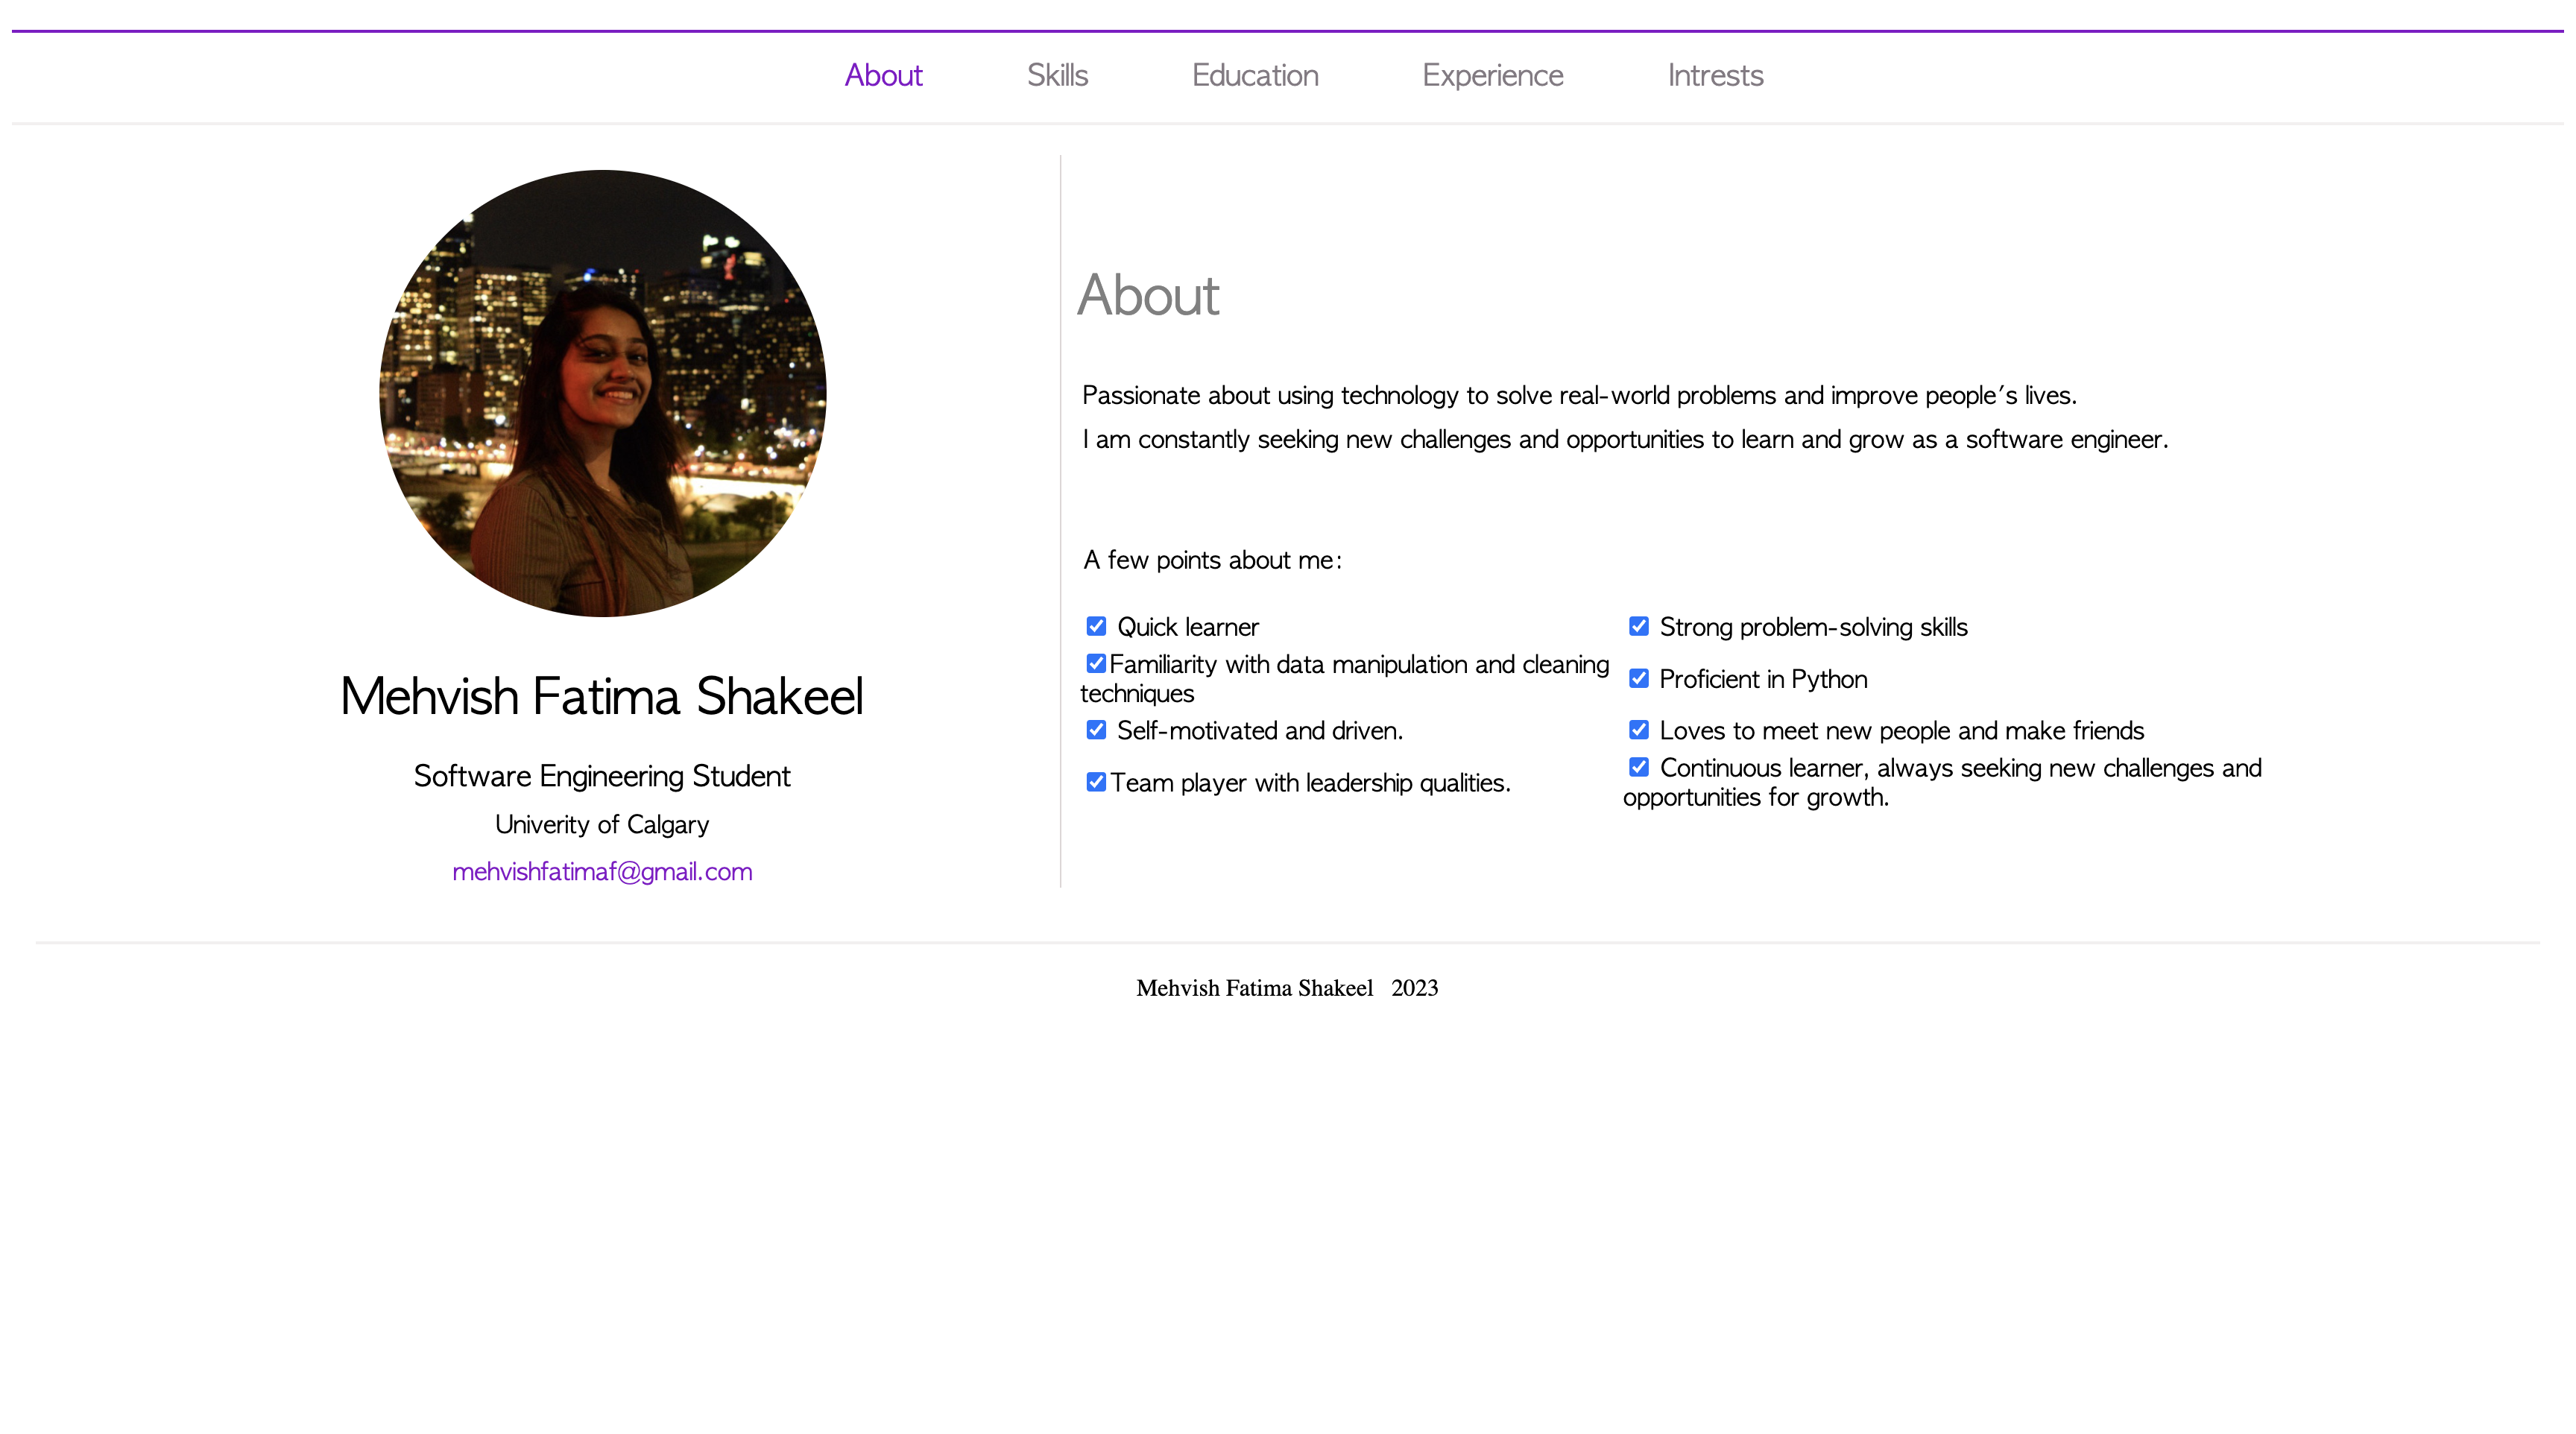 About Skills Education Experience Intrests
Mehvish Fatima Shakeel
Software Engineering Student
Univerity of Calgary
mehvishfatimaf@gmail.com
About
Passionate about using technology to solve real-world problems and improve people's lives.
I am constantly seeking new challenges and opportunities to learn and grow as a software engineer.
A few points about me:
Quick learner
Strong problem-solving skills
Familiarity with data manipulation and cleaning
techniques
Proficient in Python
Self-motivated and driven.
Loves to meet new people and make friends
Team player with leadership qualities.
Continuous learner, always seeking new challenges and
opportunities for growth.
Mehvish Fatima Shakeel 2023